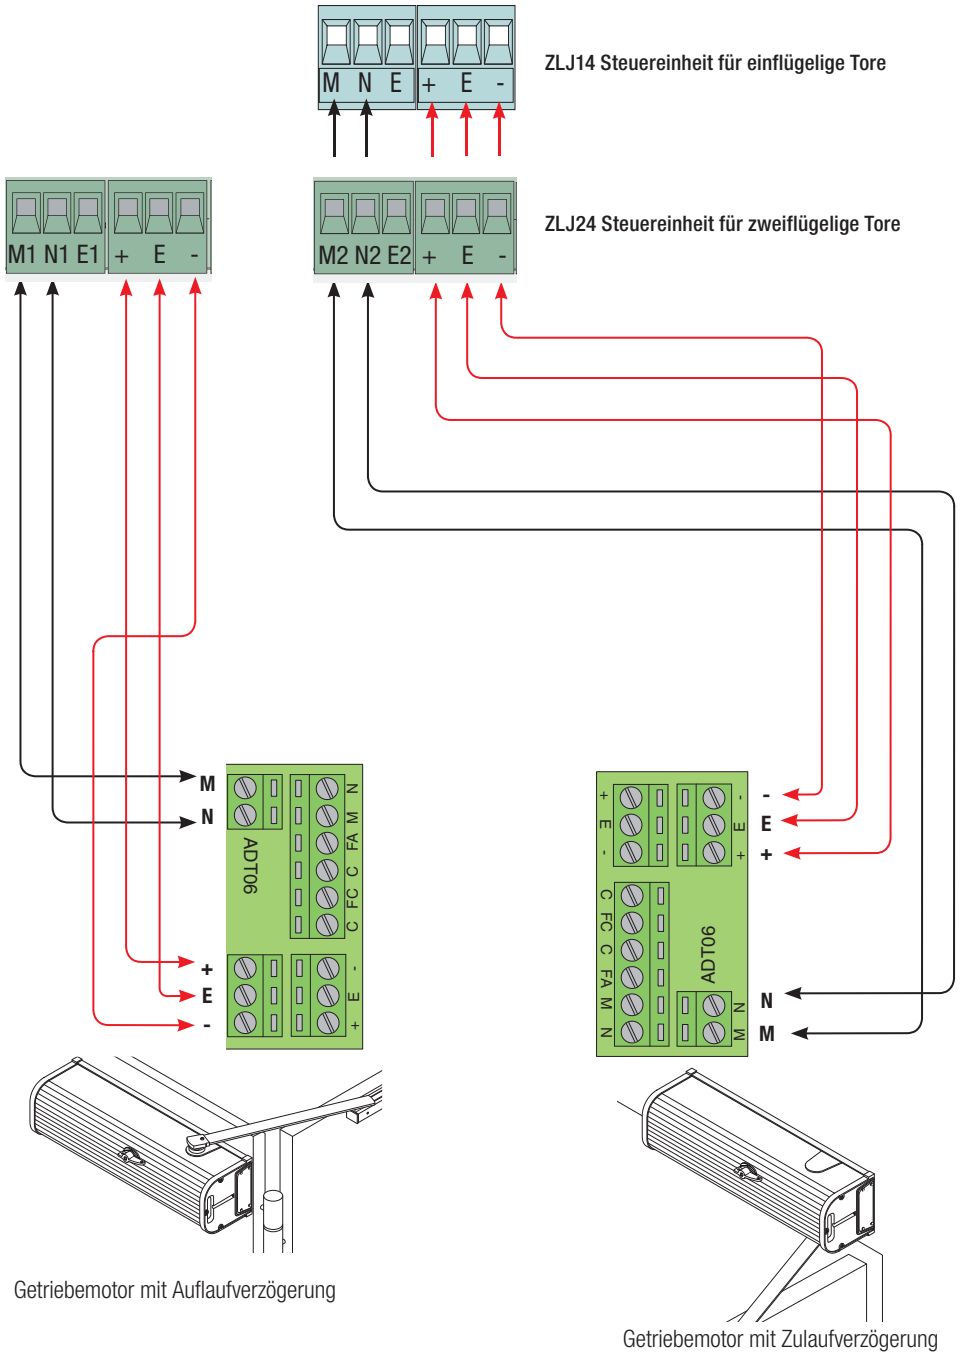 ZLJ14 Steuereinheit für einflügelige Tore
M N E + E -
ZLJ24 Steuereinheit für zweiflügelige Tore
M1 N1 E1 + E -
M2 N2 E2 + E -
M
N
+
E
-
ADT06
N
M
FA
C
FC
C
-
E
+
+
E
-
-
E
+
-
E
+
C
FC
C
FA
M
N
ADT06
N
M
N
M
Getriebemotor mit Auflaufverzögerung
Getriebemotor mit Zulaufverzögerung